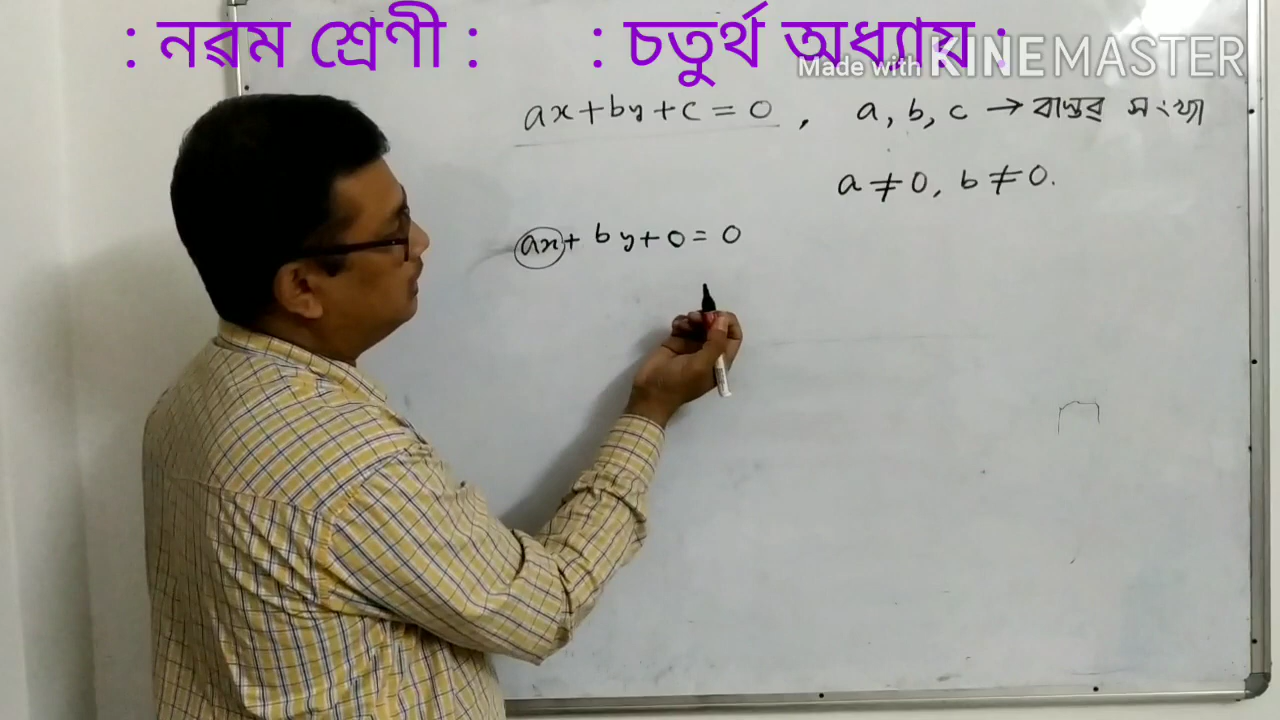 : নৱম শ্ৰেণী : : চতুৰ্থ অধ্যায় :
Made with KINEMASTER
ax+by+c=0, a, b, c → বাস্তৱ সংখ্যা
a≠0, b≠0.
ax+by+0=0